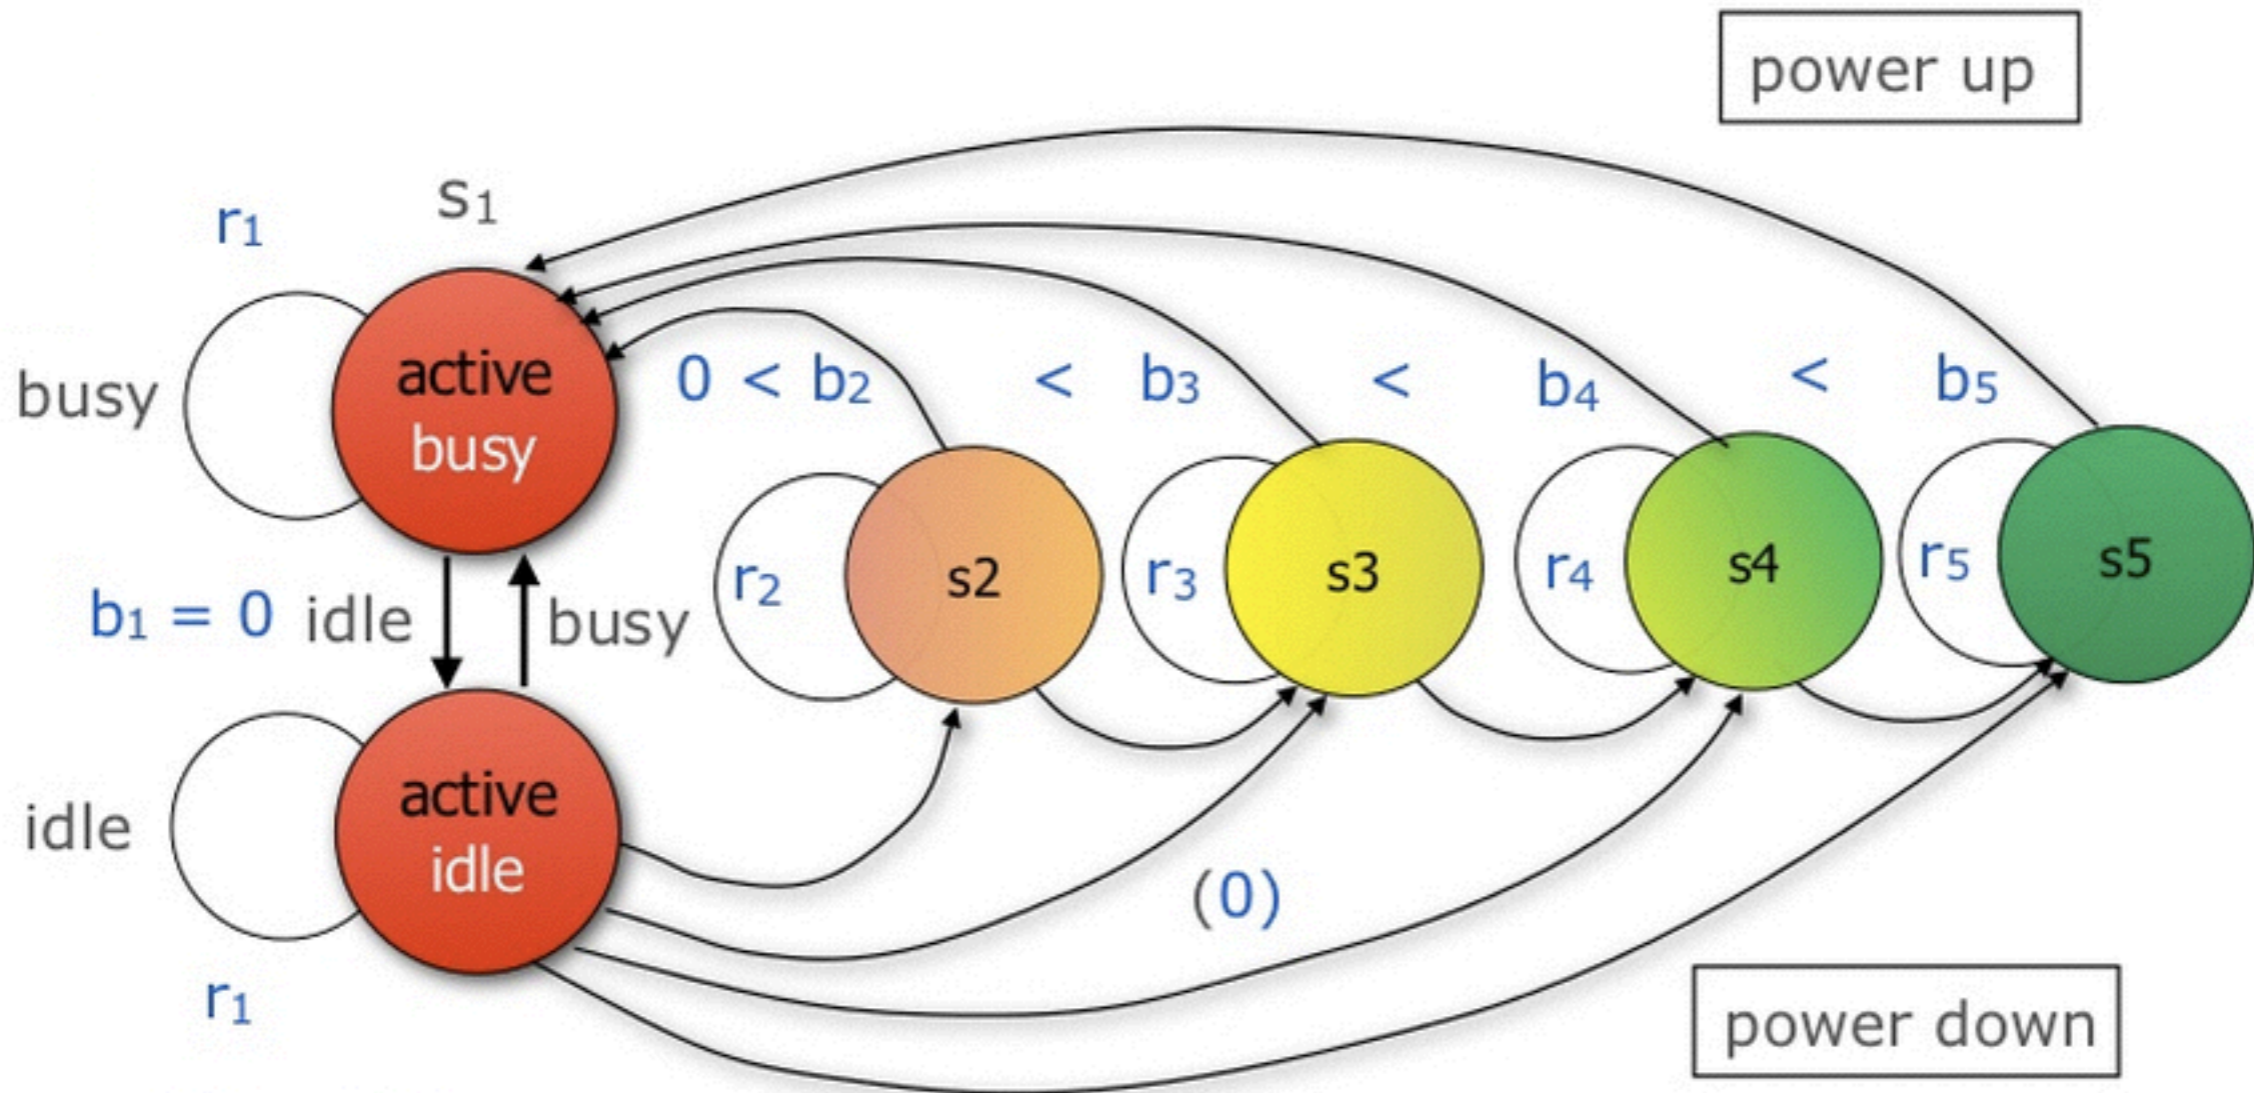 power up
s1
r1
active
busy
busy
0 < b2 < b3 < b4 < b5
r2
s2
r3
s3
r4
s4
r5
s5
b1 = 0 idle
busy
active
idle
idle
(0)
r1
power down